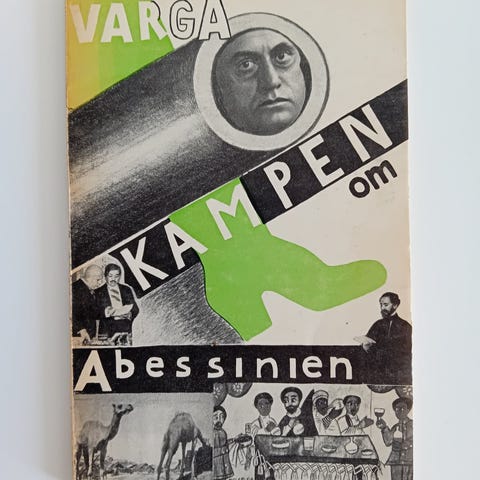 VARGA
KAMPEN
om
Abessinien